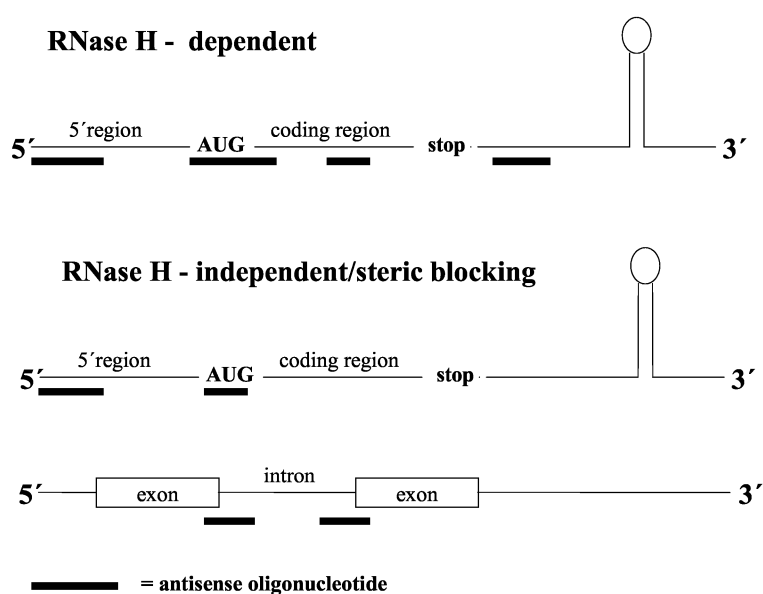 RNase H - dependent
5´region
AUG
coding region
stop
5´
3´
RNase H - independent/steric blocking
5´region
AUG
coding region
stop
5´
3´
intron
5´
exon
exon
3´
= antisense oligonucleotide